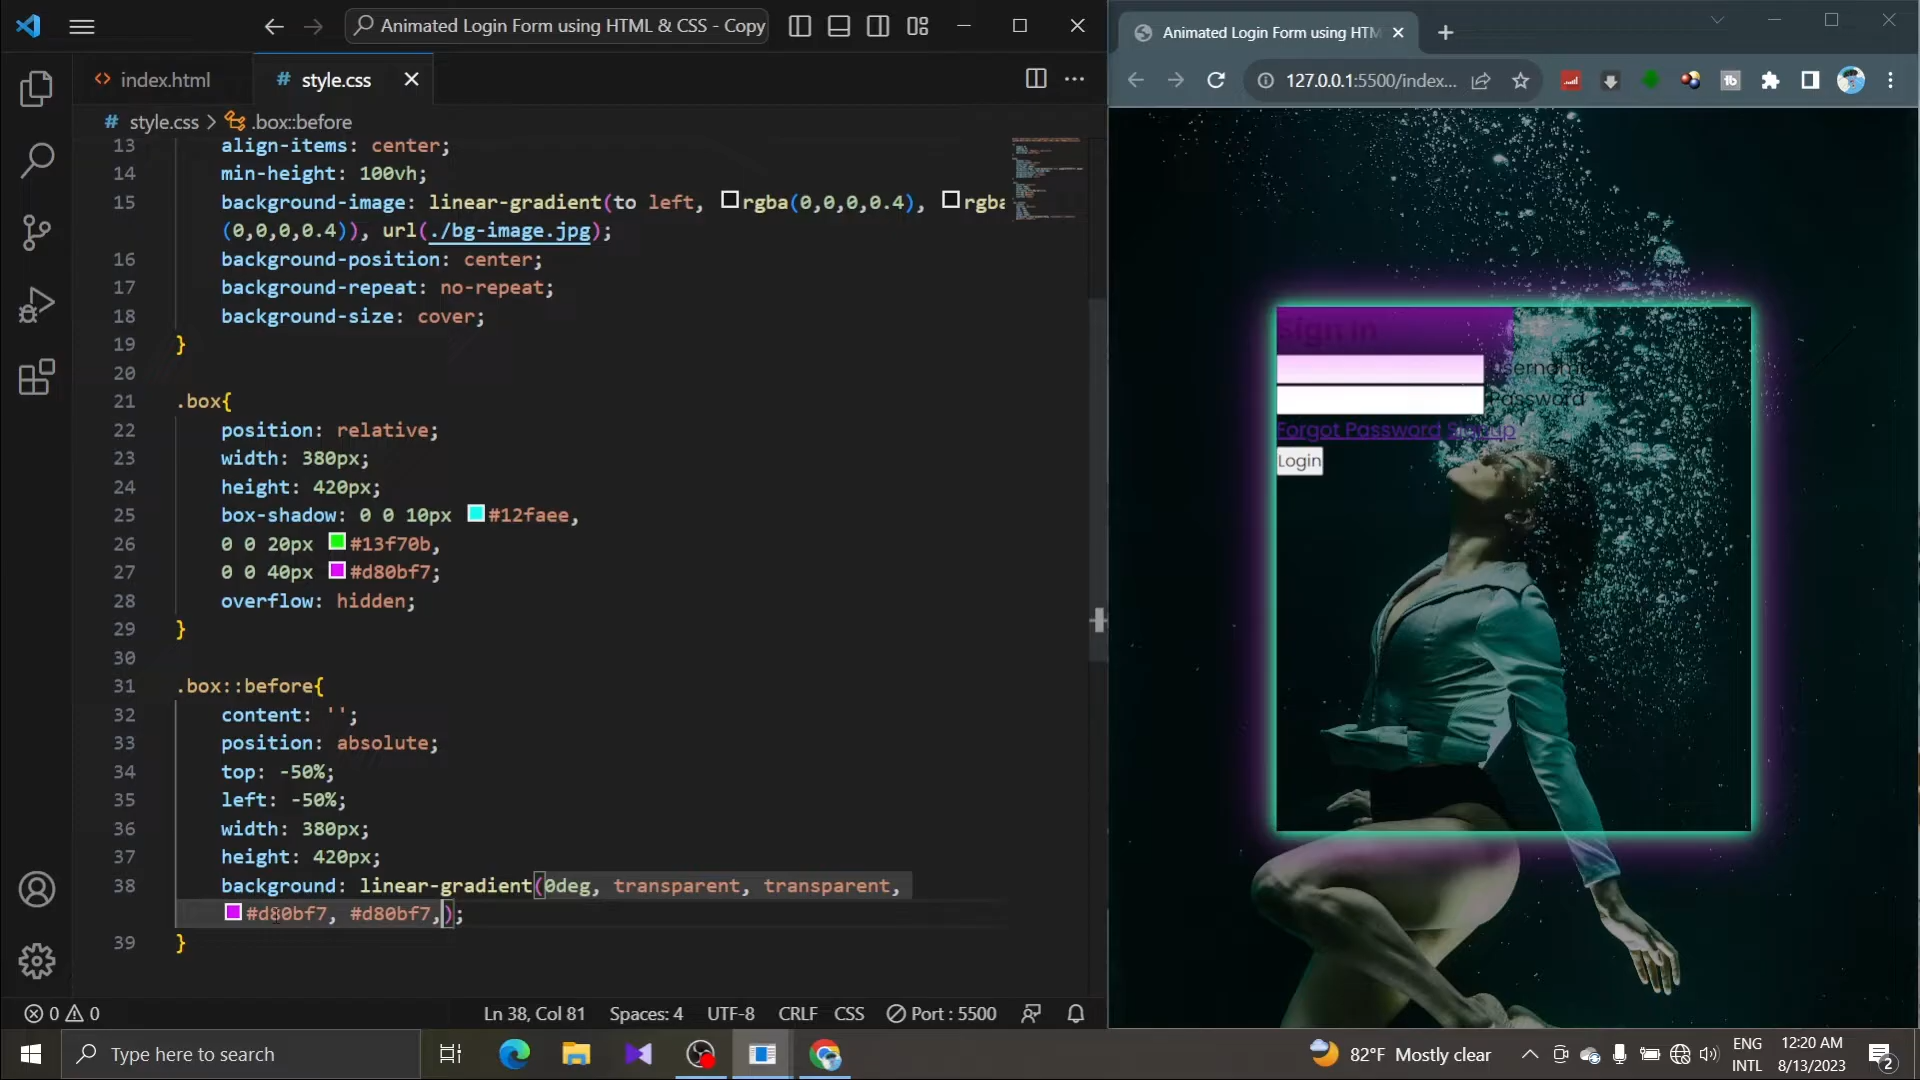 Animated Login Form using HTML & CSS - Copy
index.html
# style.css
# style.css > .box::before
13 align-items: center;
14 min-height: 100vh;
15 background-image: linear-gradient(to left, rgba(0,0,0,0.4), rgba
(0,0,0,0.4)), url(./bg-image.jpg);
16 background-position: center;
17 background-repeat: no-repeat;
18 background-size: cover;
19 }
20
21 .box{
22 position: relative;
23 width: 380px;
24 height: 420px;
25 box-shadow: 0 0 10px #12faee,
26 0 0 20px #13f70b,
27 0 0 40px #d80bf7;
28 overflow: hidden;
29 }
30
31 .box::before{
32 content: '';
33 position: absolute;
34 top: -50%;
35 left: -50%;
36 width: 380px;
37 height: 420px;
38 background: linear-gradient(0deg, transparent, transparent,
#d80bf7, #d80bf7,);
39 }
0 0
Ln 38, Col 81 Spaces: 4 UTF-8 CRLF CSS Port : 5500
Animated Login Form using HTM
127.0.0.1:5500/index...
Sign in
Username
Password
Forgot Password Signup
Login
Type here to search
82°F Mostly clear
ENG
INTL
12:20 AM
8/13/2023
2